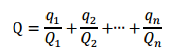 Q = q₁/Q₁ + q₂/Q₂ + ⋯ + qₙ/Qₙ